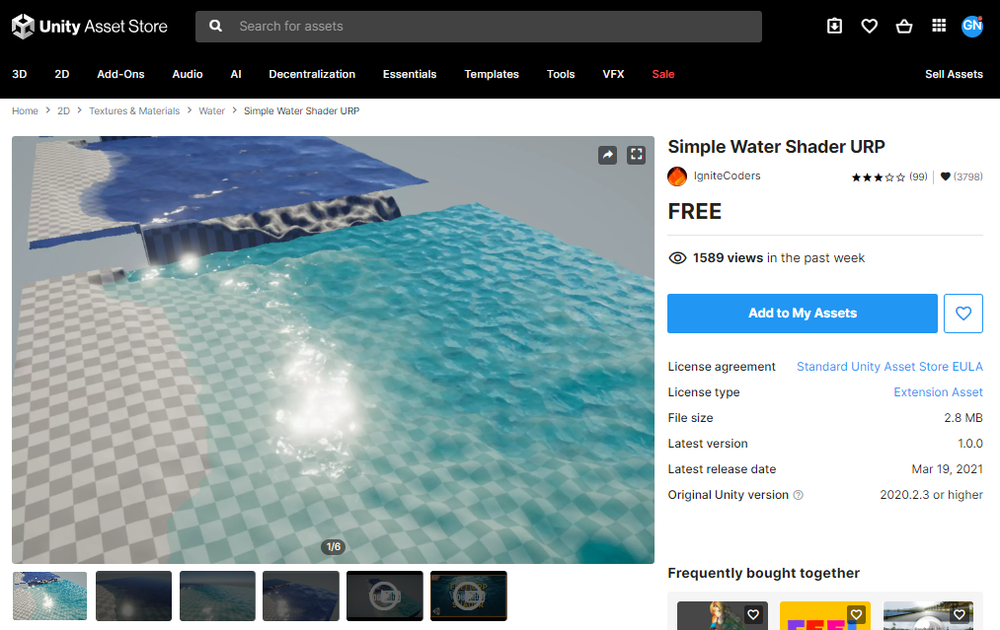 Unity Asset Store
Search for assets
GN
3D 2D Add-Ons Audio AI Decentralization Essentials Templates Tools VFX Sale Sell Assets
Home > 2D > Textures & Materials > Water > Simple Water Shader URP
Simple Water Shader URP
IgniteCoders ★★★☆☆ (99) | (3798)
FREE
1589 views in the past week
Add to My Assets
License agreement Standard Unity Asset Store EULA
License type Extension Asset
File size 2.8 MB
Latest version 1.0.0
Latest release date Mar 19, 2021
Original Unity version ? 2020.2.3 or higher
1/6
Frequently bought together